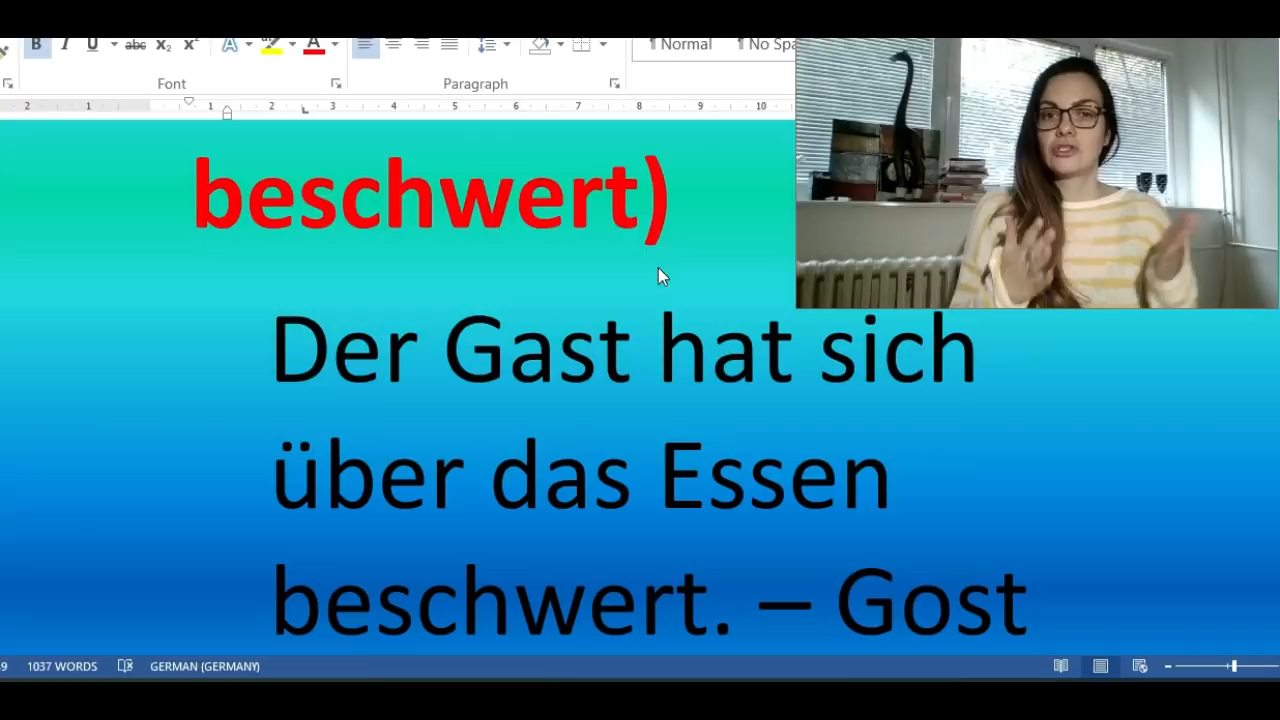 B I U abc x₂ x² A A
¶ Normal ¶ No Spa
Font Paragraph
2 1 1 2 3 4 5 6 7 8 9 10
beschwert)
Der Gast hat sich
über das Essen
beschwert. – Gost
9 1037 WORDS GERMAN (GERMANY)